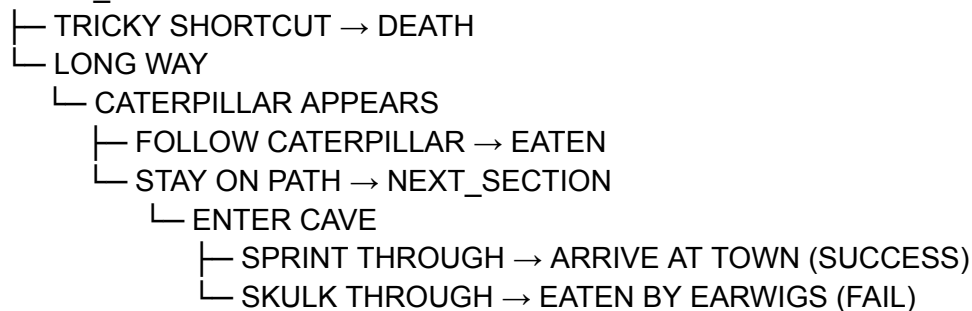 ├─ TRICKY SHORTCUT → DEATH
└─ LONG WAY
└─ CATERPILLAR APPEARS
├─ FOLLOW CATERPILLAR → EATEN
└─ STAY ON PATH → NEXT_SECTION
└─ ENTER CAVE
├─ SPRINT THROUGH → ARRIVE AT TOWN (SUCCESS)
└─ SKULK THROUGH → EATEN BY EARWIGS (FAIL)